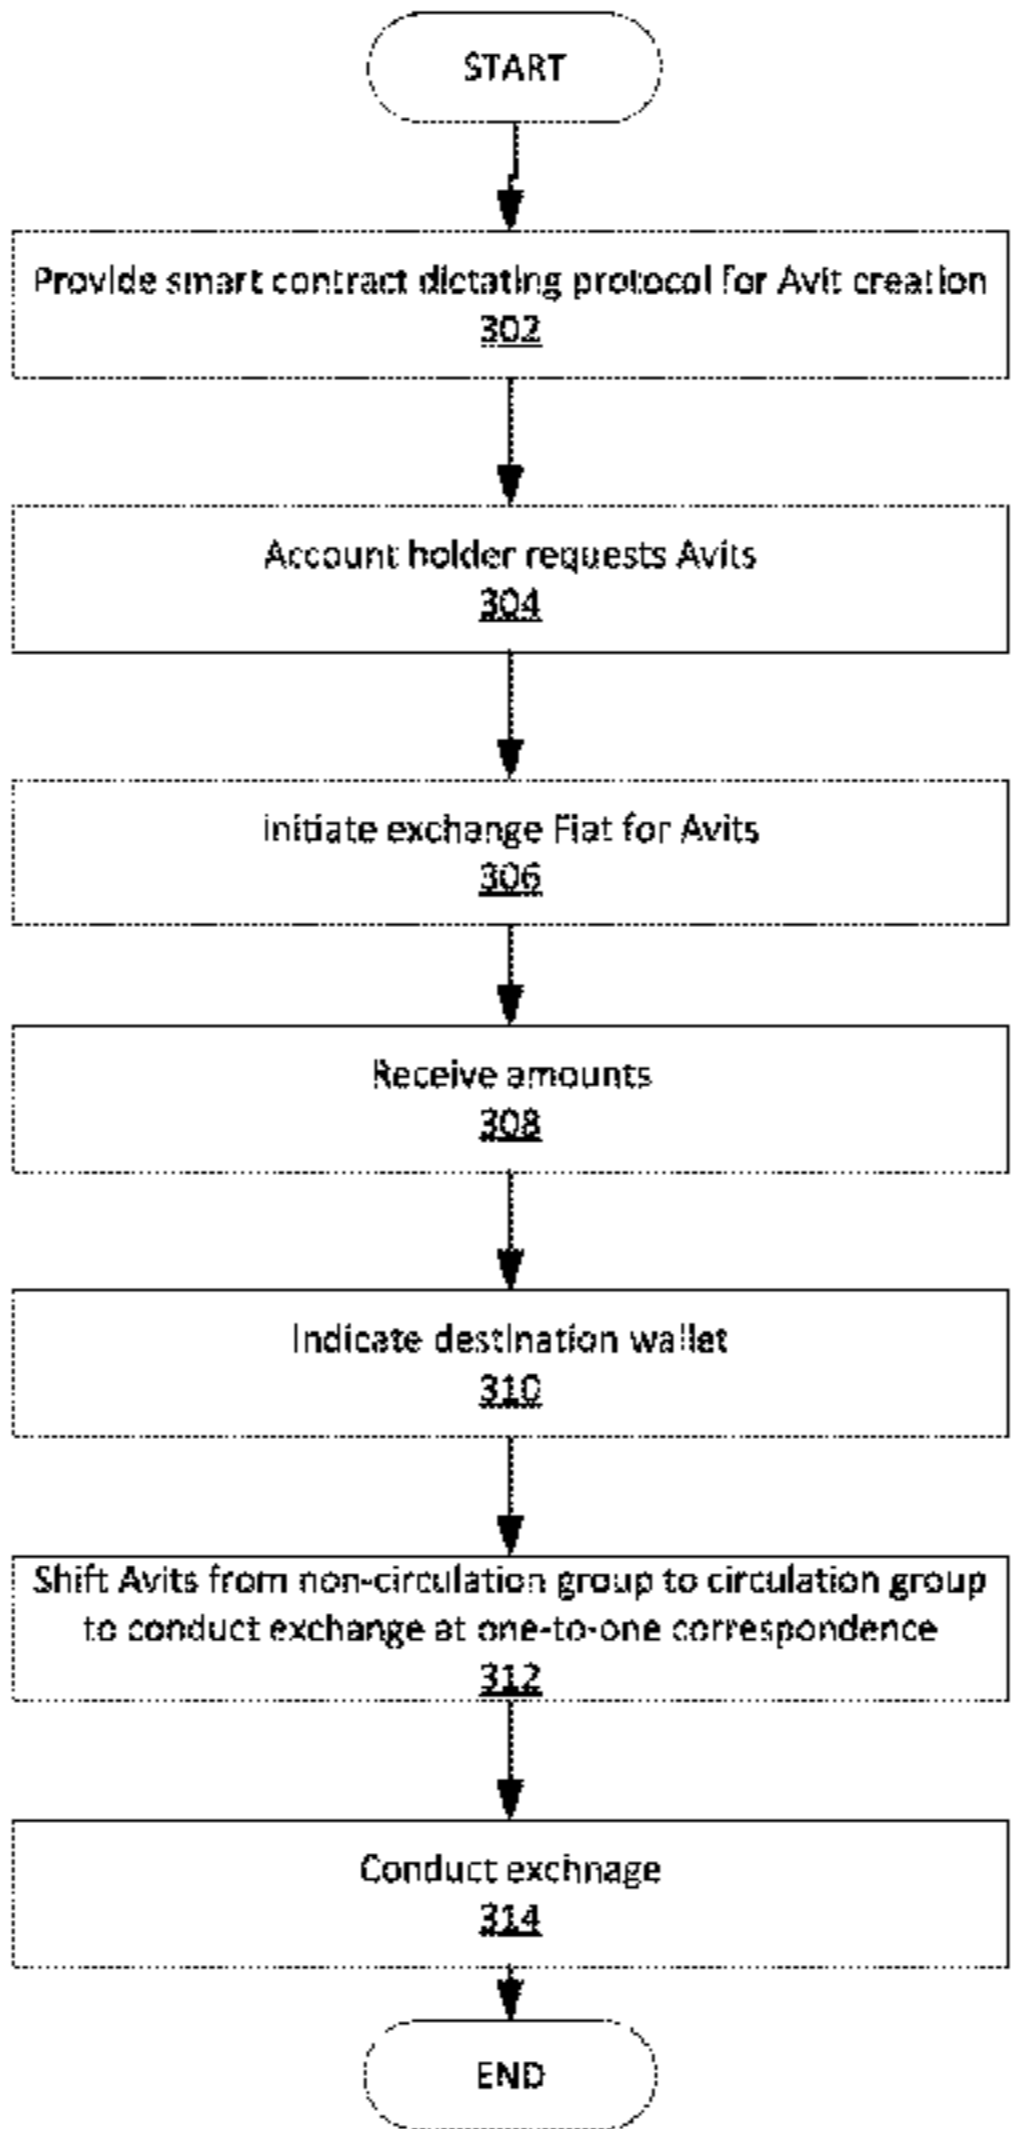 START
Provide smart contract dictating protocol for Avit creation
302
Account holder requests Avits
304
Initiate exchange Fiat for Avits
306
Receive amounts
308
Indicate destination wallet
310
Shift Avits from non-circulation group to circulation group
to conduct exchange at one-to-one correspondence
312
Conduct exchnage
314
END